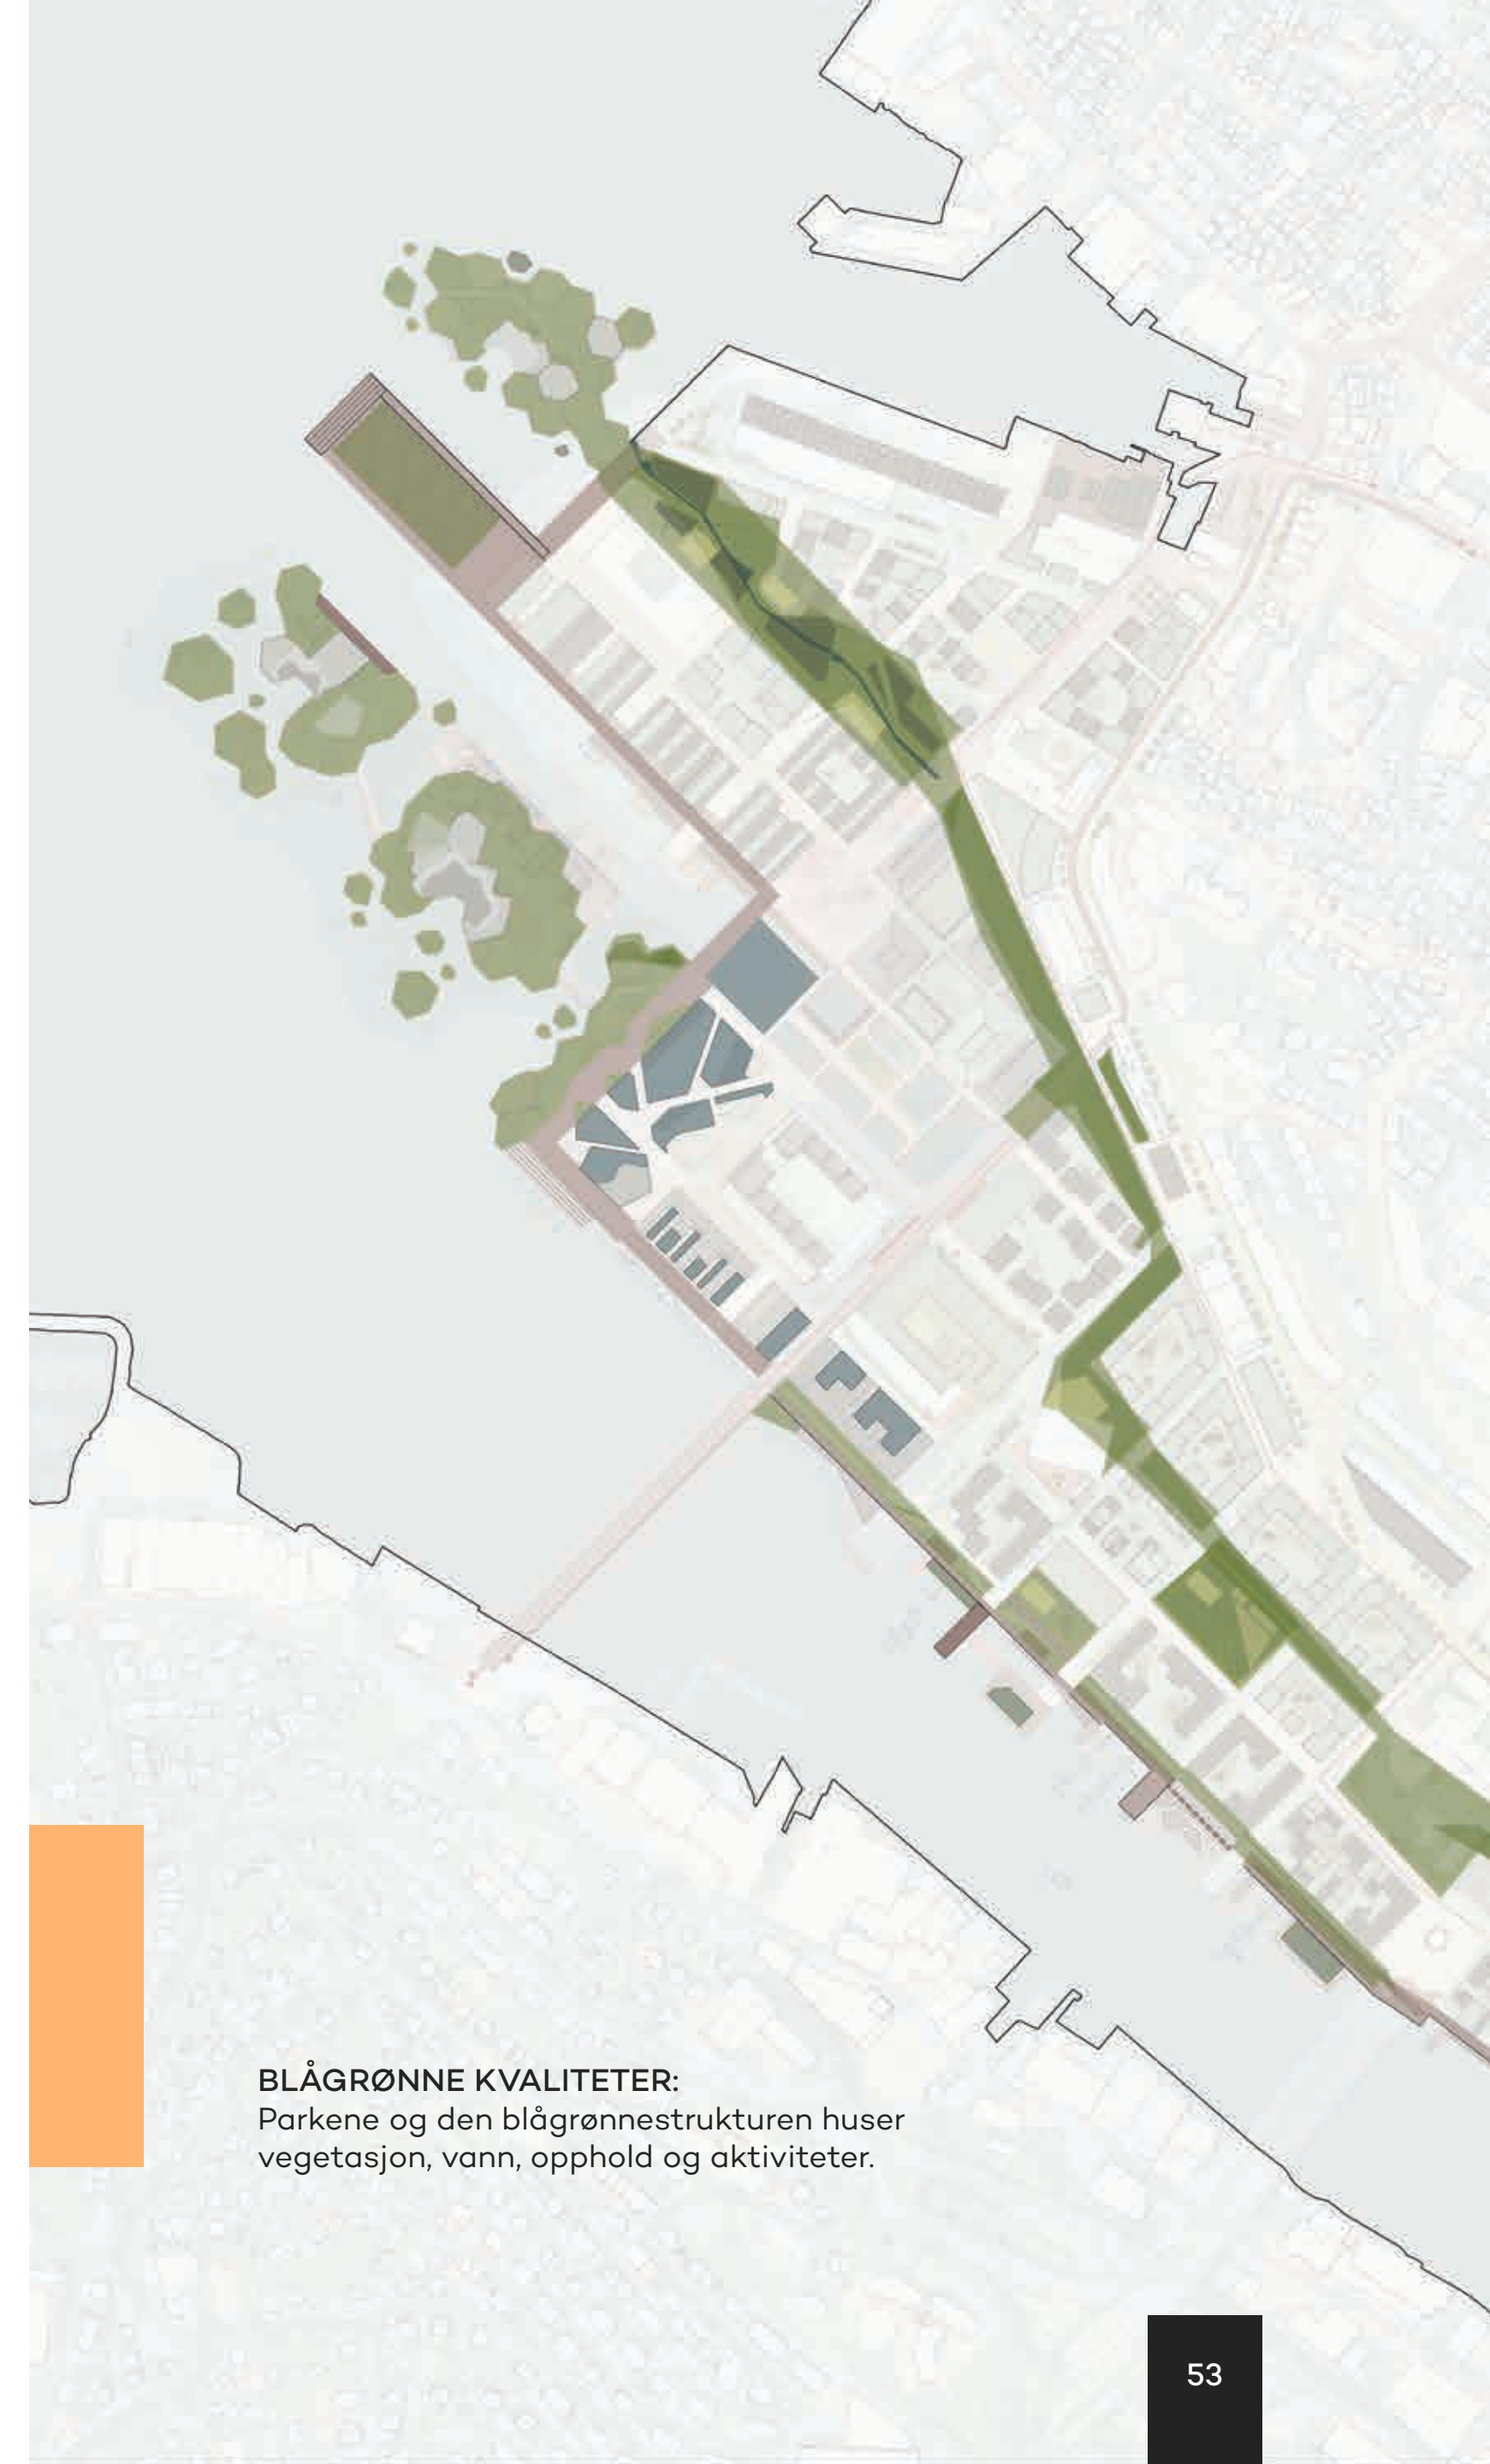 BLÅGRØNNE KVALITETER:
Parkene og den blågrønnestrukturen huser
vegetasjon, vann, opphold og aktiviteter.
53